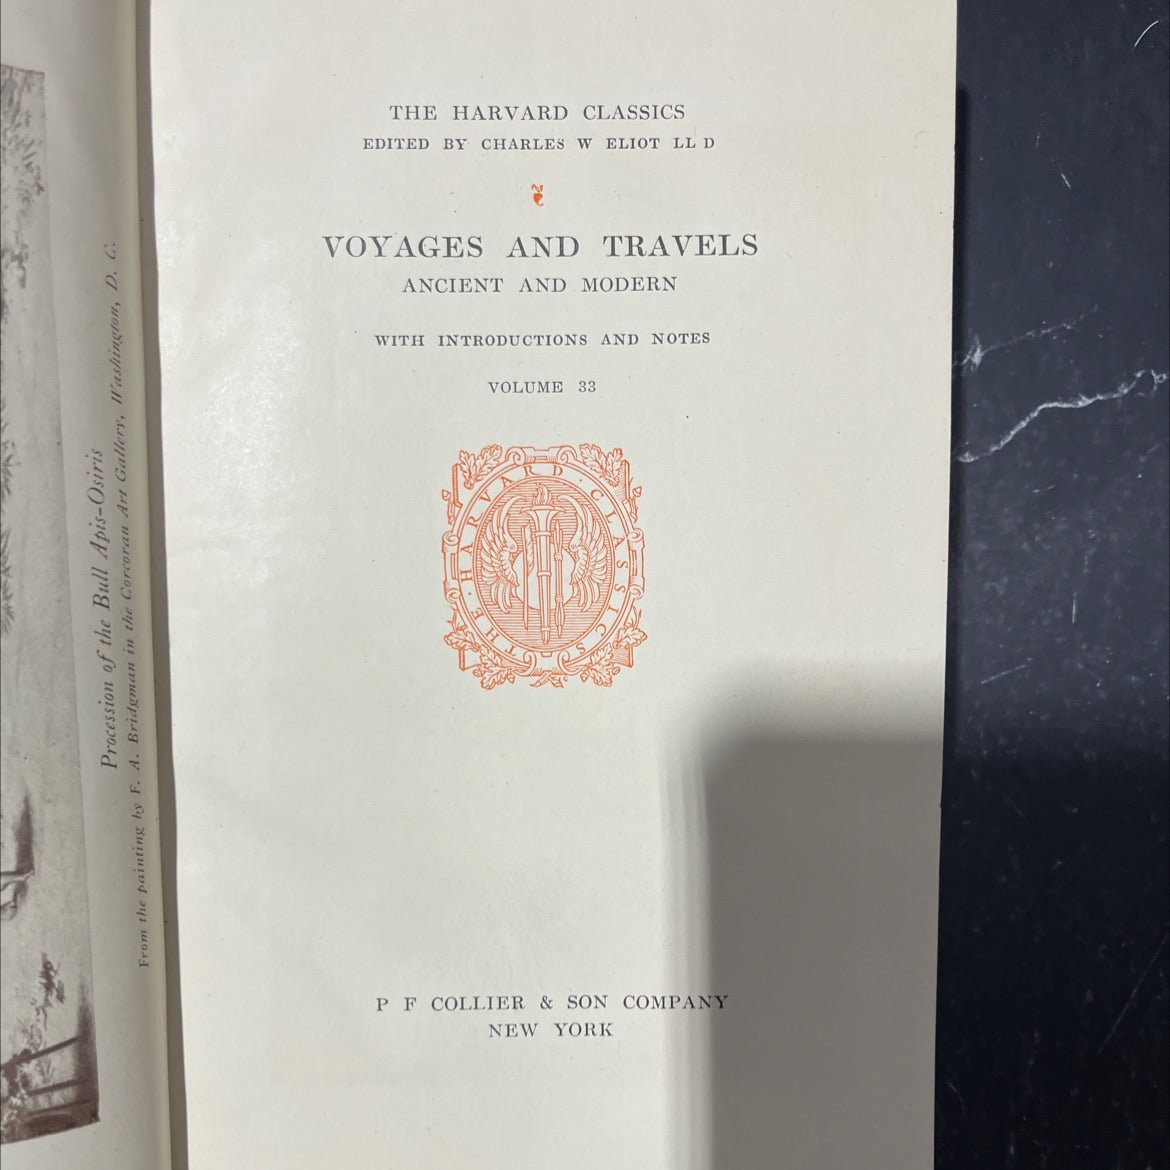 Procession of the Bull Apis-Osiris
From the painting by F. A. Bridgman in the Corcoran Art Gallery, Washington, D. C.
THE HARVARD CLASSICS
EDITED BY CHARLES W ELIOT LL D
VOYAGES AND TRAVELS
ANCIENT AND MODERN
WITH INTRODUCTIONS AND NOTES
VOLUME 33
THE · HARVARD · CLASSICS
P F COLLIER & SON COMPANY
NEW YORK